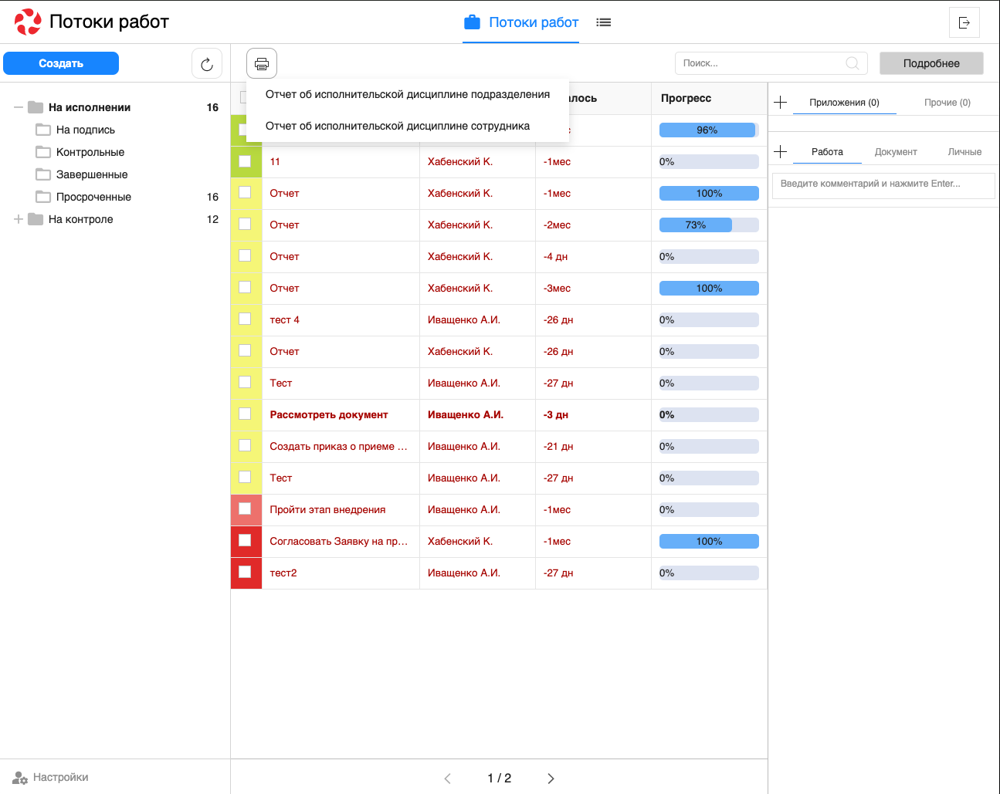 Потоки работ
Потоки работ
Создать
Поиск...
Подробнее
На исполнении 16
На подпись
Контрольные
Завершенные
Просроченные 16
На контроле 12
Отчет об исполнительской дисциплине подразделения
Отчет об исполнительской дисциплине сотрудника
Прогресс
96%
11 Хабенский К. -1мес 0%
Отчет Хабенский К. -1мес 100%
Отчет Хабенский К. -2мес 73%
Отчет Хабенский К. -4 дн 0%
Отчет Хабенский К. -3мес 100%
тест 4 Иващенко А.И. -26 дн 0%
Отчет Хабенский К. -26 дн 0%
Тест Иващенко А.И. -27 дн 0%
Рассмотреть документ Иващенко А.И. -3 дн 0%
Создать приказ о приеме ... Иващенко А.И. -21 дн 0%
Тест Иващенко А.И. -27 дн 0%
Пройти этап внедрения Иващенко А.И. -1мес 0%
Согласовать Заявку на пр... Хабенский К. -1мес 100%
тест2 Иващенко А.И. -27 дн 0%
Приложения (0) Прочие (0)
Работа Документ Личные
Введите комментарий и нажмите Enter...
Настройки
1 / 2